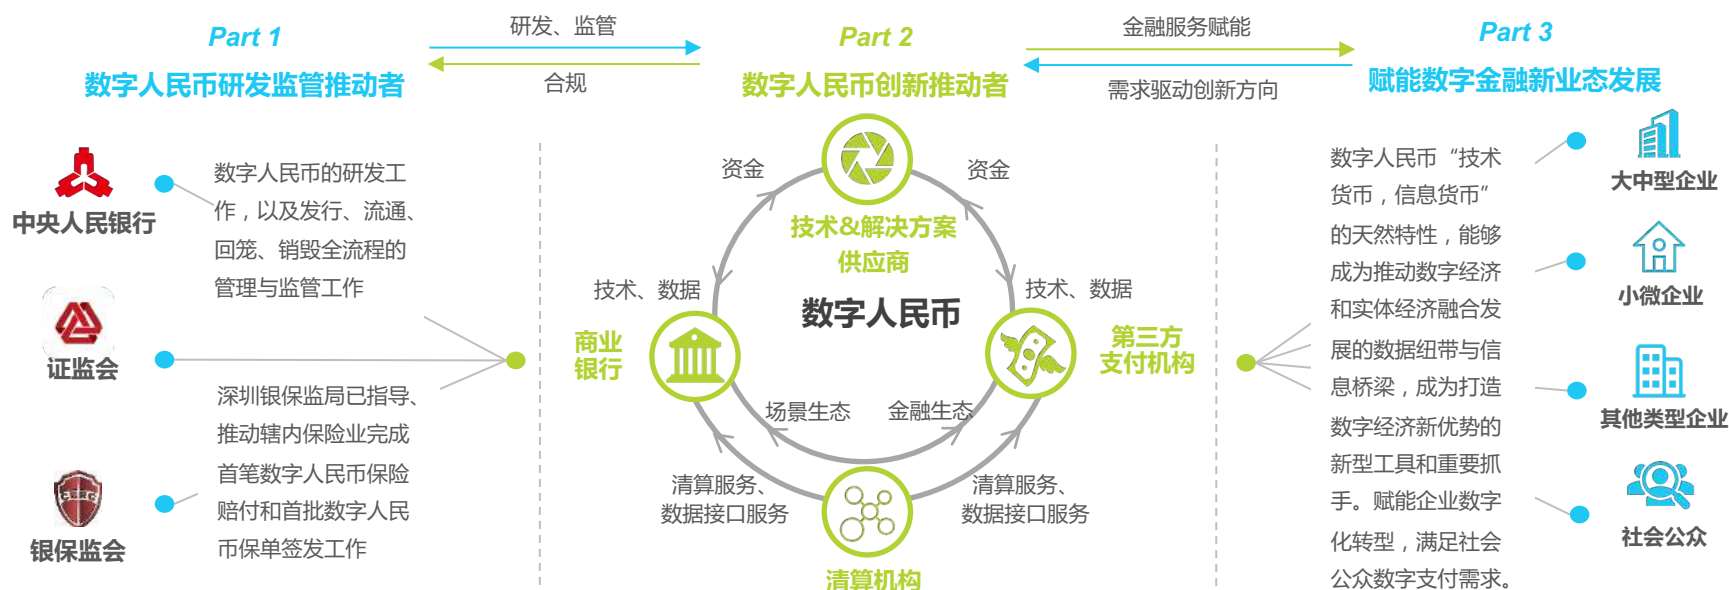 Part 1
数字人民币研发监管推动者
研发、监管
合规
Part 2
数字人民币创新推动者
金融服务赋能
需求驱动创新方向
Part 3
赋能数字金融新业态发展
中央人民银行
证监会
银保监会
数字人民币的研发工
作，以及发行、流通、
回笼、销毁全流程的
管理与监管工作
深圳银保监局已指导、
推动辖内保险业完成
首笔数字人民币保险
赔付和首批数字人民
币保单签发工作
资金
资金
技术&解决方案
供应商
技术、数据
技术、数据
数字人民币
商业
银行
第三方
支付机构
场景生态
金融生态
清算服务、
数据接口服务
清算服务、
数据接口服务
清算机构
数字人民币“技术
货币，信息货币”
的天然特性，能够
成为推动数字经济
和实体经济融合发
展的数据纽带与信
息桥梁，成为打造
数字经济新优势的
新型工具和重要抓
手。赋能企业数字
化转型，满足社会
公众数字支付需求。
大中型企业
小微企业
其他类型企业
社会公众